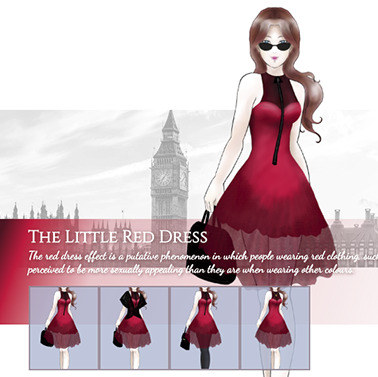 The Little Red Dress
The red dress effect is a putative phenomenon in which people wearing red clothing, such
perceived to be more sexually appealing than they are when wearing other colours.